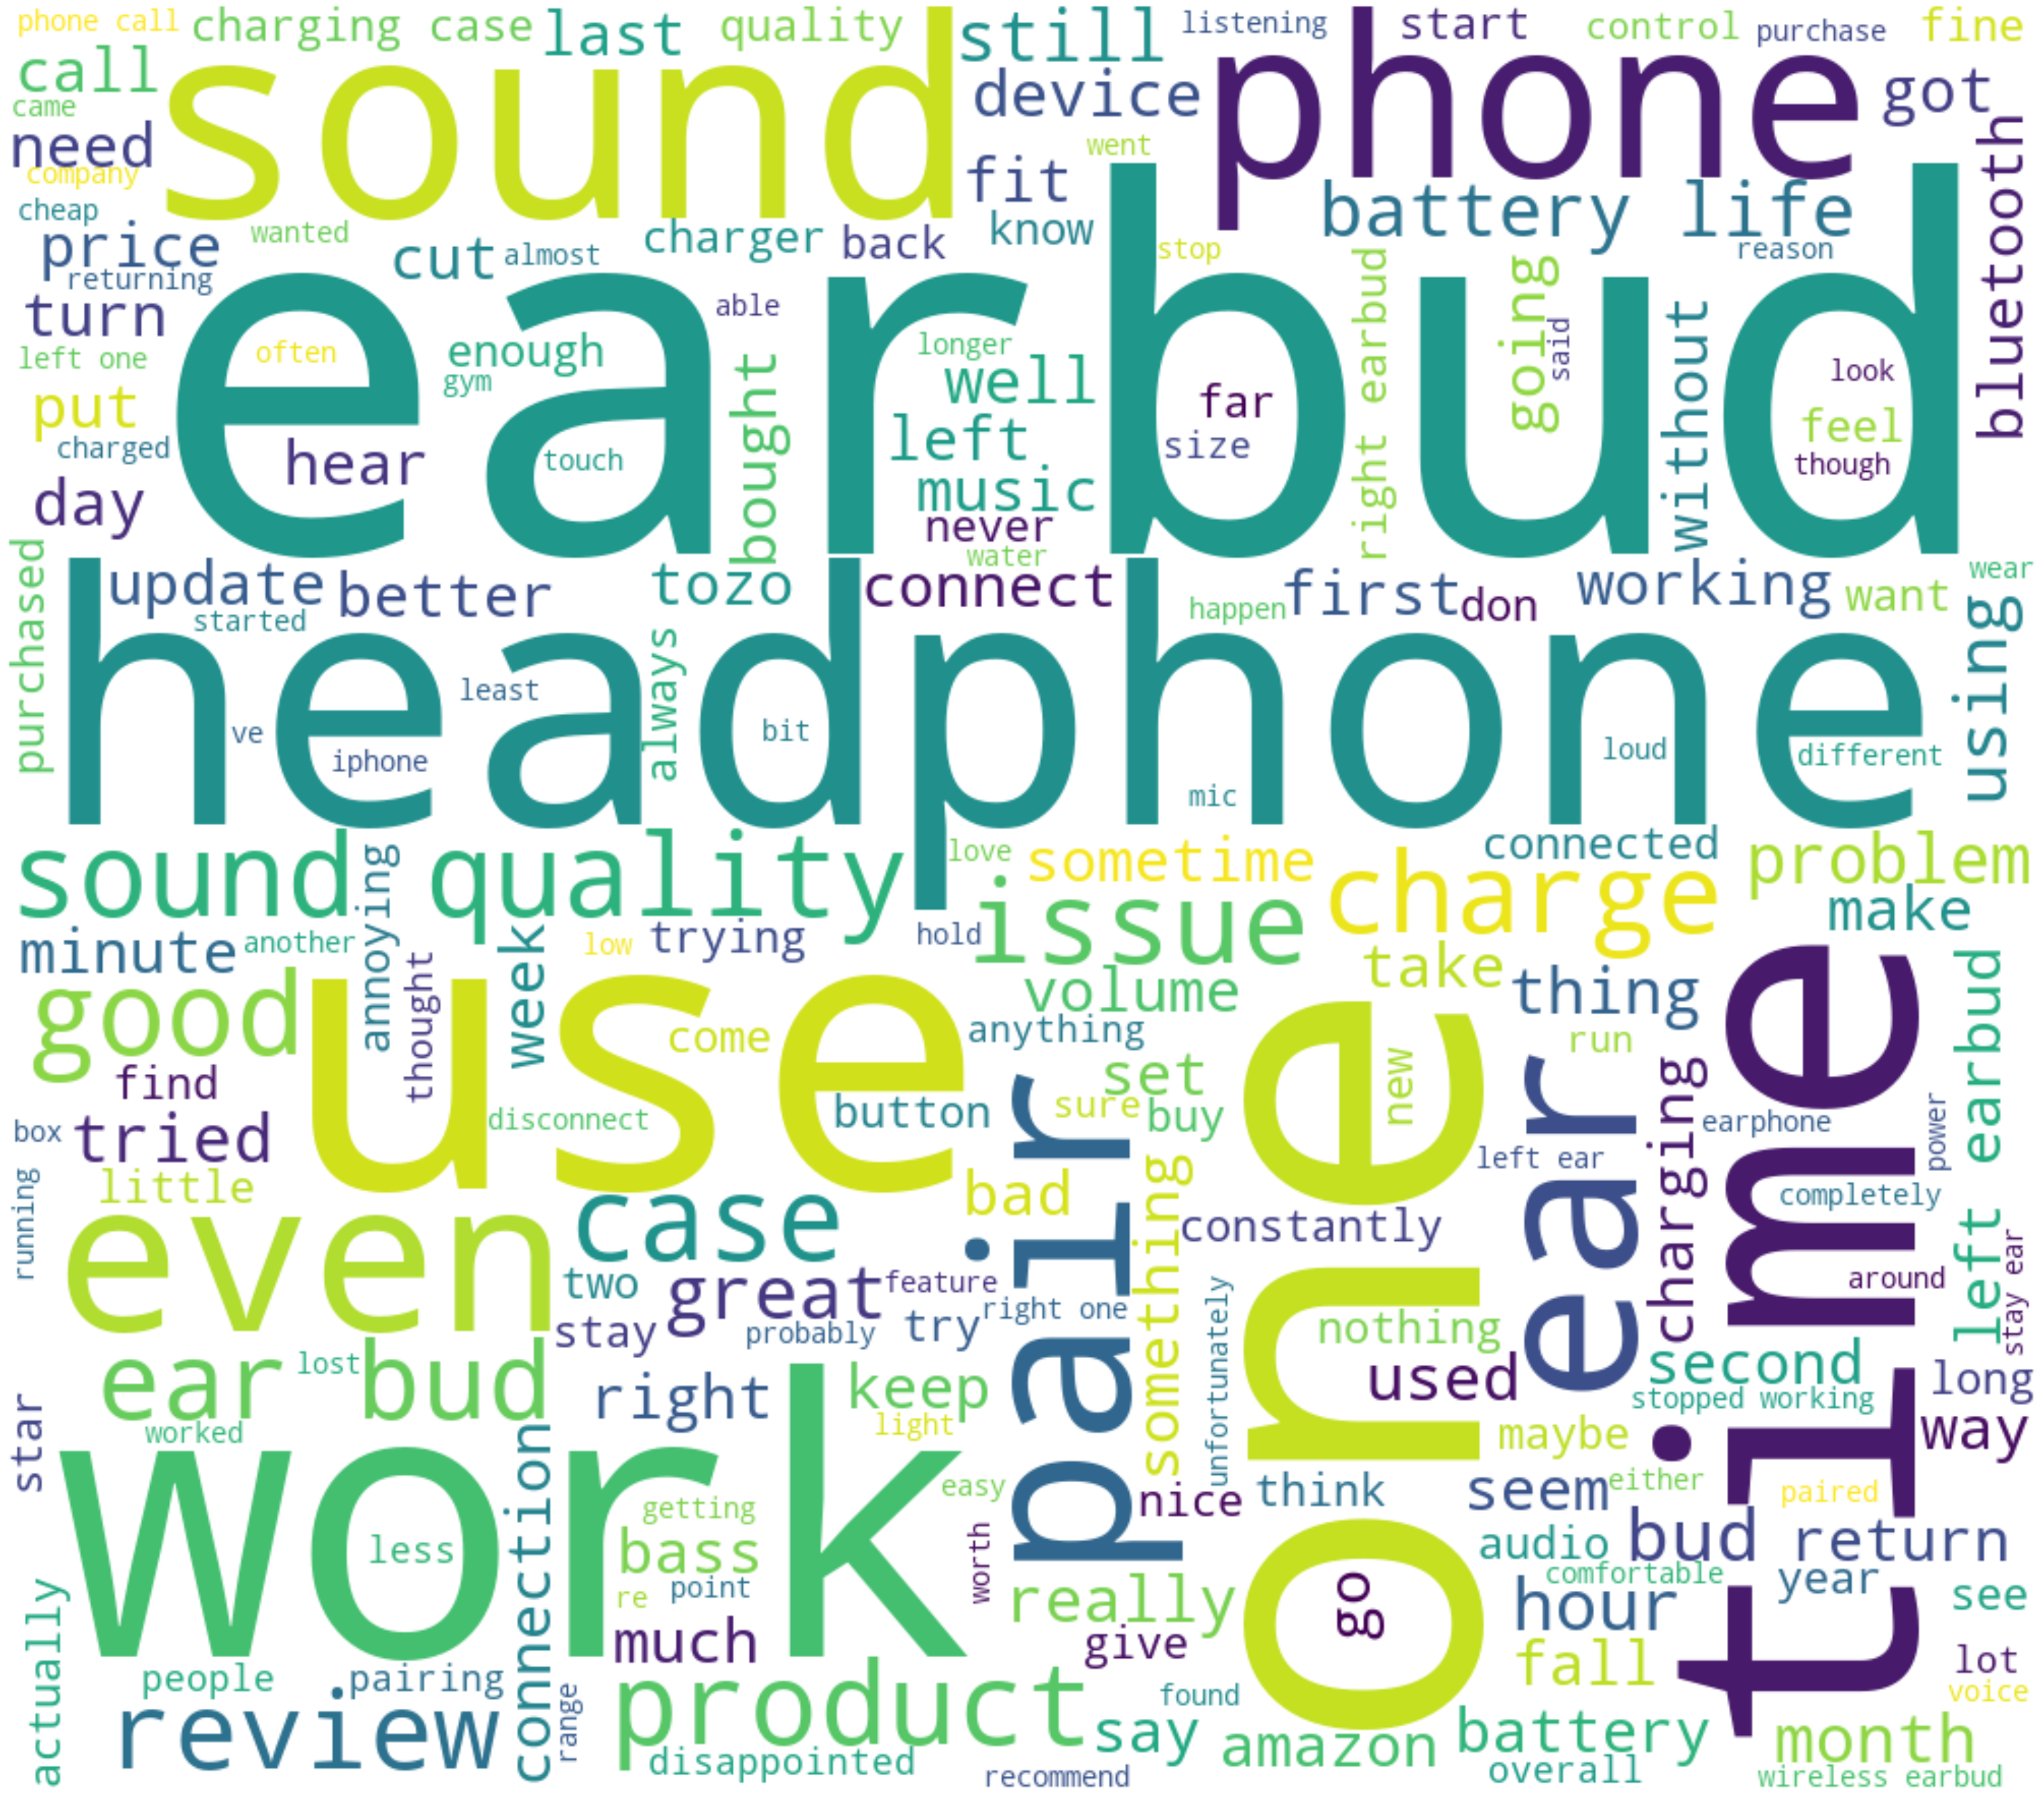 phone call
charging case
last
quality
still
listening
start
control
purchase
fine
call
sound
device
phone
got
came
need
company
fit
went
bluetooth
cheap
wanted
price
cut
almost
charger
back
know
stop
battery life
reason
returning
turn
earbud
able
right earbud
going
said
without
left one
often
enough
gym
longer
well
far
look
put
charged
hear
touch
bought
left
size
feel
though
day
music
never
water
purchased
update
better
tozo
connect
happen
first
don
working
want
wear
started
headphone
always
using
least
ve
iphone
bit
mic
loud
different
sound quality
annoying
love
sometime
charge
connected
problem
issue
make
minute
another
thought
week
low
trying
hold
volume
take
thing
good
use
come
anything
one
new
run
time
left earbud
find
set
tried
box
disconnect
button
pair
sure
buy
ear
charging
earphone
power
running
little
left ear
completely
even
case
bad
something
constantly
two
great
feature
right one
unfortunately
nothing
around
stay ear
stay
probably
try
ear bud
lost
right
keep
used
second
long
stopped working
star
worked
work
light
maybe
way
connection
easy
nice
think
seem
either
paired
less
getting
bass
worth
audio
bud
return
re
point
really
go
comfortable
hour
year
see
actually
much
give
people
pairing
fall
lot
voice
review
range
product
found
say
amazon
battery
month
disappointed
recommend
overall
wireless earbud